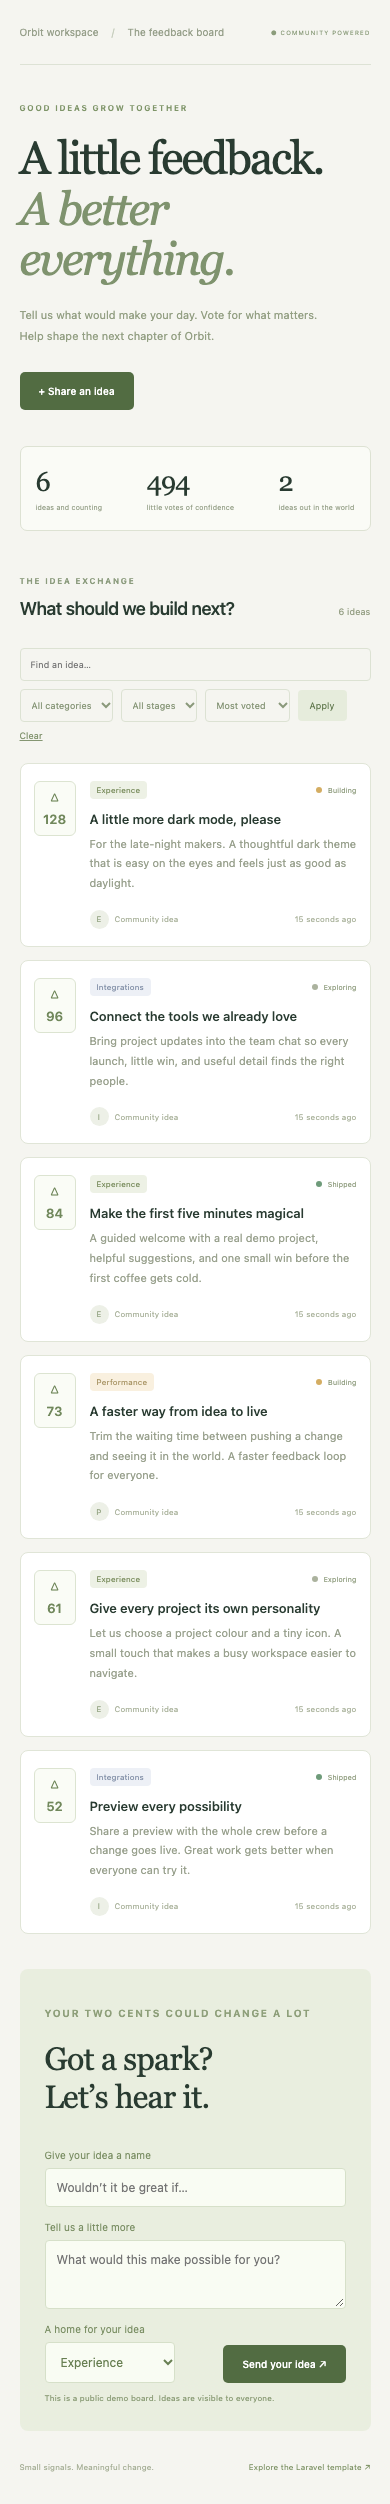 Orbit workspace / The feedback board
COMMUNITY POWERED
GOOD IDEAS GROW TOGETHER
A little feedback.
A better
everything.
Tell us what would make your day. Vote for what matters.
Help shape the next chapter of Orbit.
+ Share an idea
6
ideas and counting
494
little votes of confidence
2
ideas out in the world
THE IDEA EXCHANGE
What should we build next?
6 ideas
Find an idea...
All categories
All stages
Most voted
Apply
Clear
128
Experience
Building
A little more dark mode, please
For the late-night makers. A thoughtful dark theme
that is easy on the eyes and feels just as good as
daylight.
E
Community idea
15 seconds ago
96
Integrations
Exploring
Connect the tools we already love
Bring project updates into the team chat so every
launch, little win, and useful detail finds the right
people.
I
Community idea
15 seconds ago
84
Experience
Shipped
Make the first five minutes magical
A guided welcome with a real demo project,
helpful suggestions, and one small win before the
first coffee gets cold.
E
Community idea
15 seconds ago
73
Performance
Building
A faster way from idea to live
Trim the waiting time between pushing a change
and seeing it in the world. A faster feedback loop
for everyone.
P
Community idea
15 seconds ago
61
Experience
Exploring
Give every project its own personality
Let us choose a project colour and a tiny icon. A
small touch that makes a busy workspace easier to
navigate.
E
Community idea
15 seconds ago
52
Integrations
Shipped
Preview every possibility
Share a preview with the whole crew before a
change goes live. Great work gets better when
everyone can try it.
I
Community idea
15 seconds ago
YOUR TWO CENTS COULD CHANGE A LOT
Got a spark?
Let’s hear it.
Give your idea a name
Wouldn’t it be great if...
Tell us a little more
What would this make possible for you?
A home for your idea
Experience
Send your idea ↗
This is a public demo board. Ideas are visible to everyone.
Small signals. Meaningful change.
Explore the Laravel template ↗